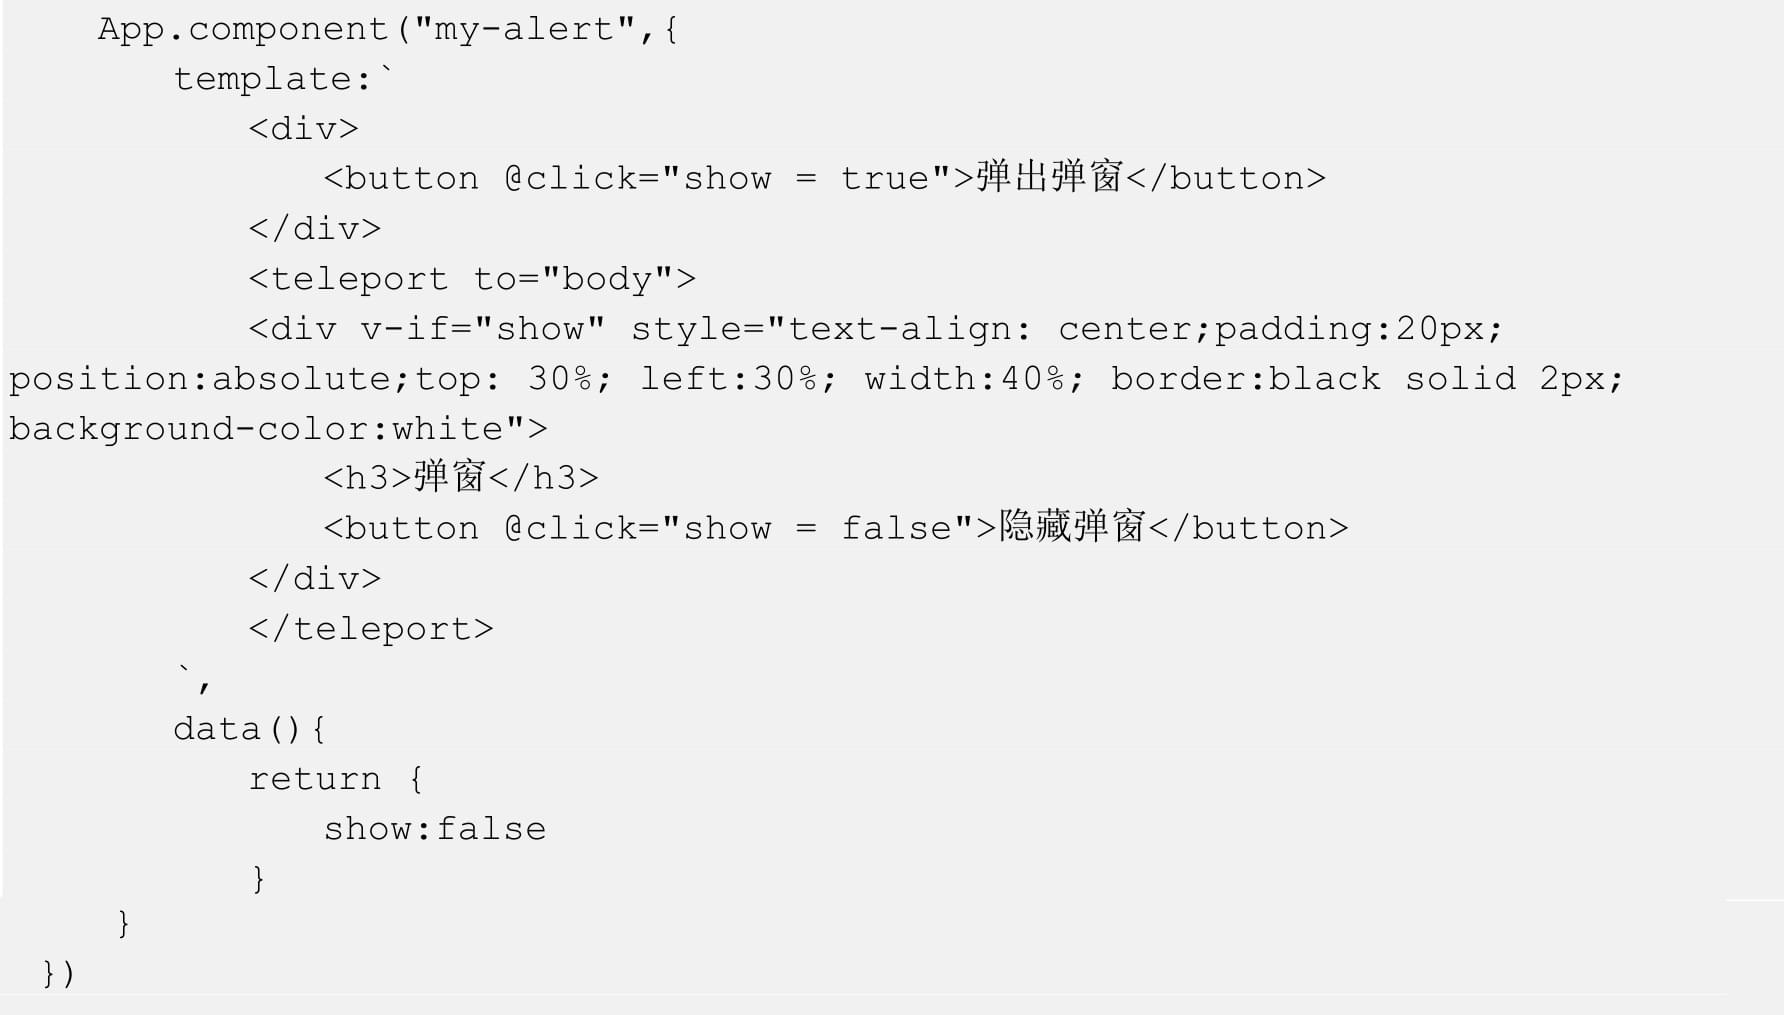 App.component("my-alert",{
template:`
<div>
<button @click="show = true">弹出弹窗</button>
</div>
<teleport to="body">
<div v-if="show" style="text-align: center;padding:20px;
position:absolute;top: 30%; left:30%; width:40%; border:black solid 2px;
background-color:white">
<h3>弹窗</h3>
<button @click="show = false">隐藏弹窗</button>
</div>
</teleport>
`,
data(){
return {
show:false
}
}
})